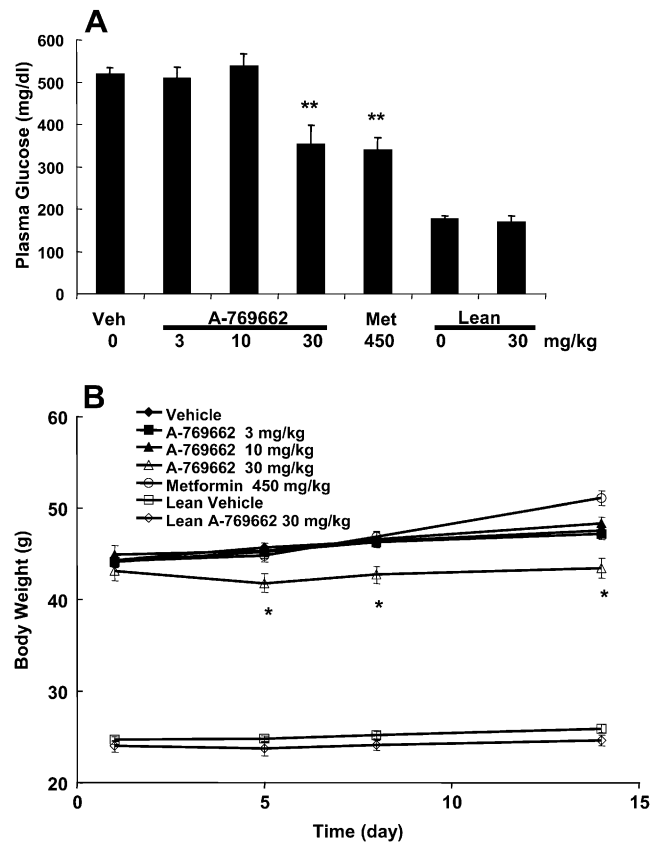 A
600
500
400
300
200
100
0
Plasma Glucose (mg/dl)
** **
Veh A-769662 Met Lean
0 3 10 30 450 0 30 mg/kg
B
Vehicle
A-769662 3 mg/kg
A-769662 10 mg/kg
A-769662 30 mg/kg
Metformin 450 mg/kg
Lean Vehicle
Lean A-769662 30 mg/kg
60
50
40
30
20
Body Weight (g)
* * *
0 5 10 15
Time (day)